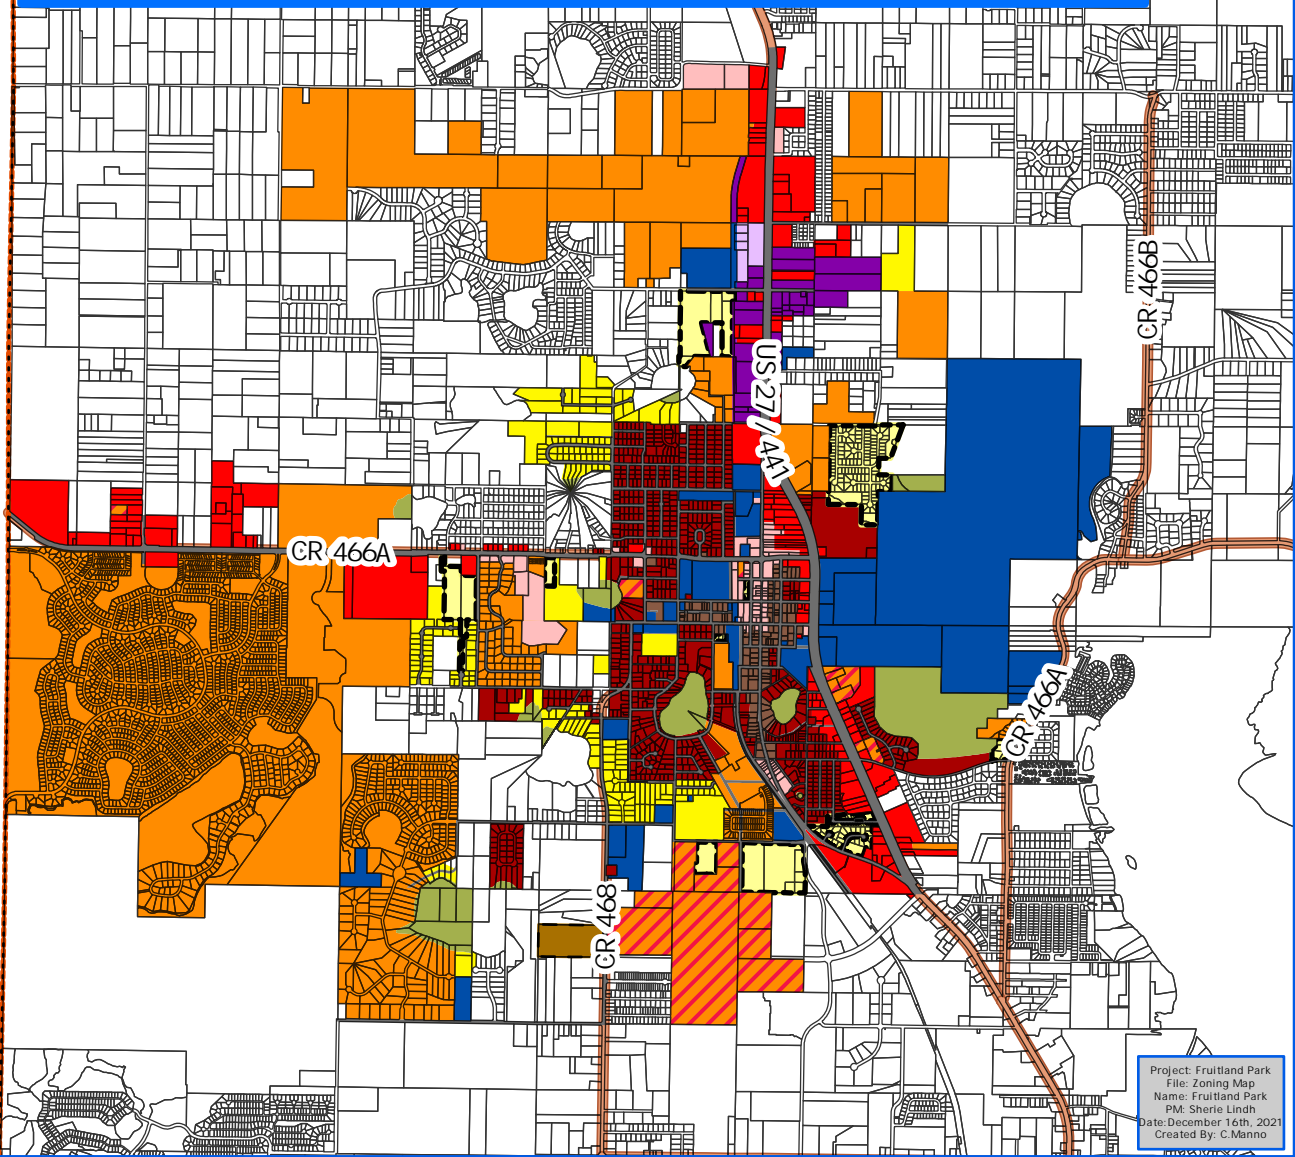 CR 466B
US 27 / 441
CR 466A
CR 466A
CR 468
Project: Fruitland Park
File: Zoning Map
Name: Fruitland Park
PM: Sherie Lindh
Date:December 16th, 2021
Created By: C.Manno